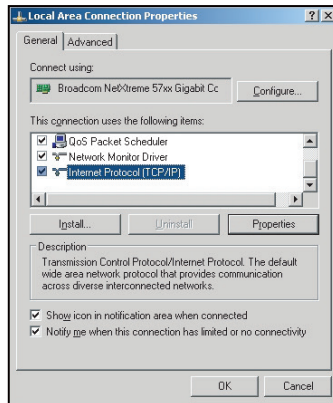 Local Area Connection Properties
General Advanced
Connect using:
Broadcom NetXtreme 57xx Gigabit Cc
Configure...
This connection uses the following items:
QoS Packet Scheduler
Network Monitor Driver
Internet Protocol (TCP/IP)
Install... Uninstall Properties
Description
Transmission Control Protocol/Internet Protocol. The default
wide area network protocol that provides communication
across diverse interconnected networks.
Show icon in notification area when connected
Notify me when this connection has limited or no connectivity
OK Cancel